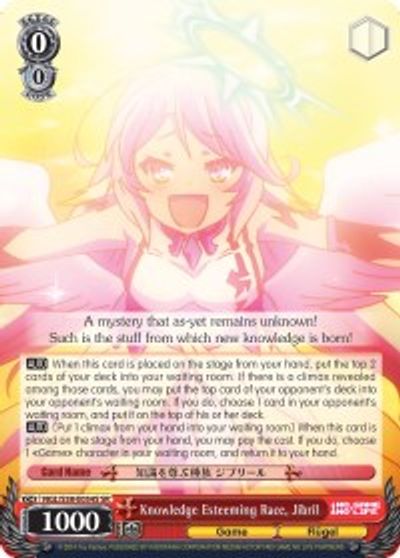 0
0
A mystery that as-yet remains unknown!
Such is the stuff from which new knowledge is born!
AUTO When this card is placed on the stage from your hand, put the top 2
cards of your deck into your waiting room. If there is a climax revealed
among those cards, you may put the top card of your opponent's deck into
your opponent's waiting room. If you do, choose 1 card in your opponent's
waiting room, and put it on the top of his or her deck.
AUTO [Put 1 climax from your hand into your waiting room] When this card is
placed on the stage from your hand, you may pay the cost. If you do, choose
1 <Game> character in your waiting room, and return it to your hand.
Card Name 知識を尊ぶ種族 ジブリール
1000
Knowledge Esteeming Race, Jibril
NO GAME NO LIFE
Game
Flügel